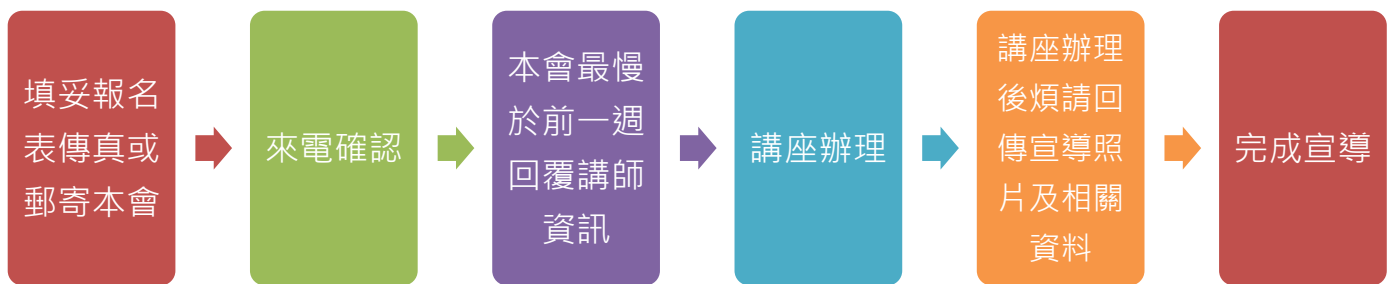 填妥報名
表傳真或
郵寄本會
來電確認
本會最慢
於前一週
回覆講師
資訊
講座辦理
講座辦理
後煩請回
傳宣導照
片及相關
資料
完成宣導